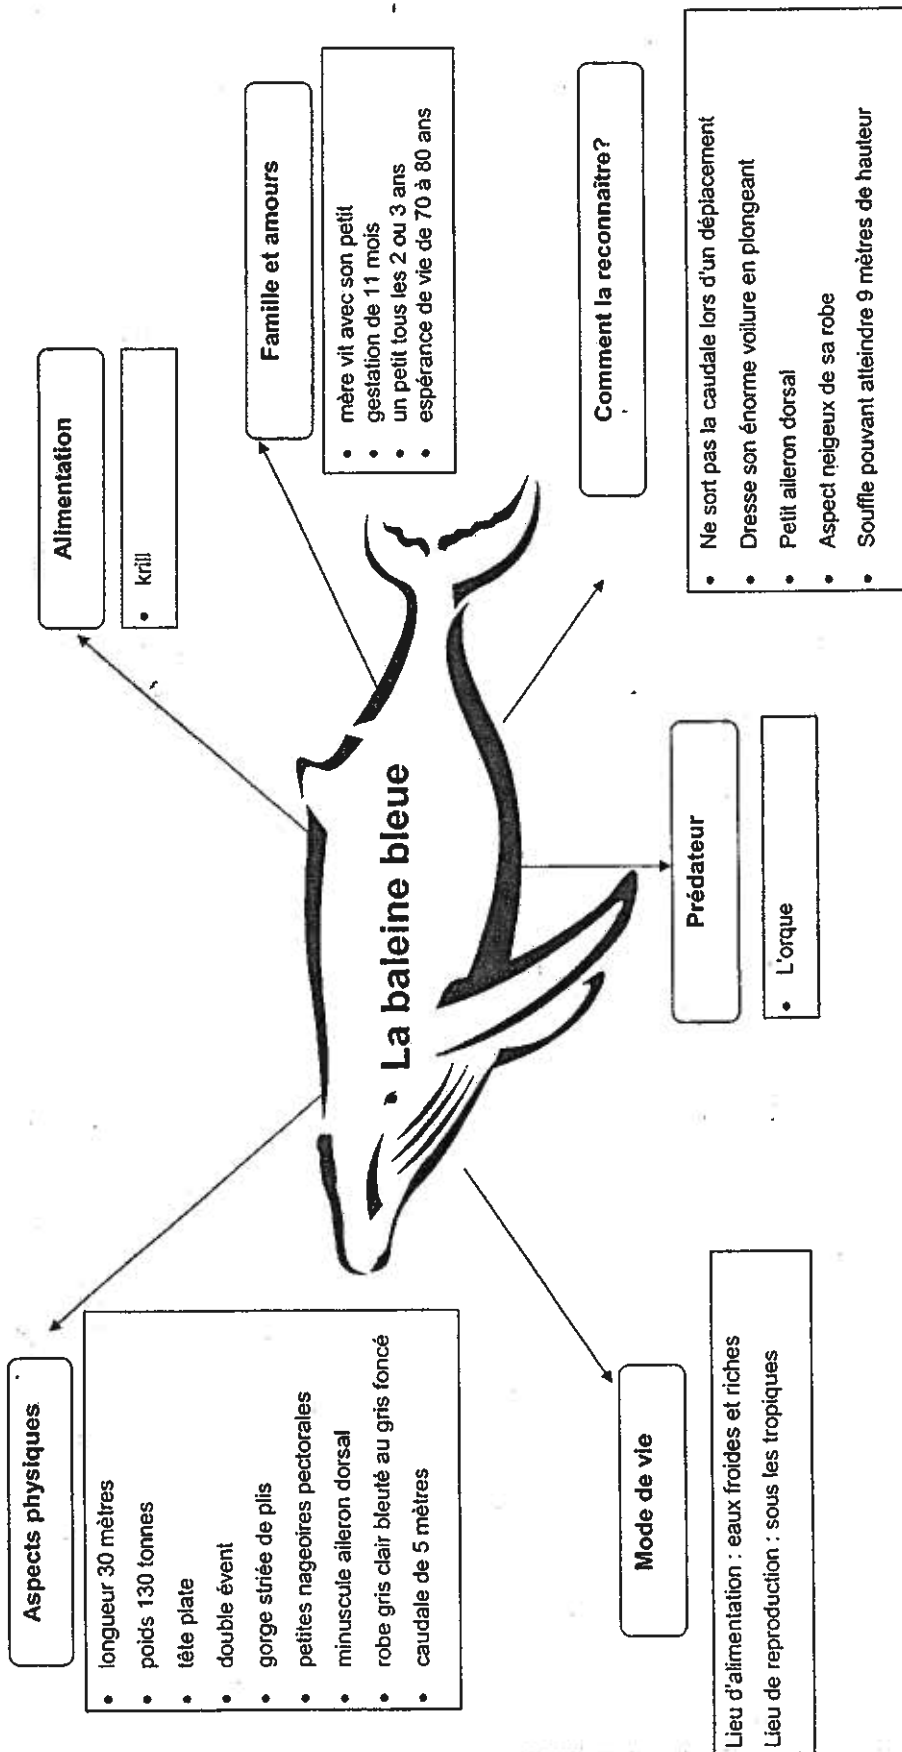 Aspects physiques
• longueur 30 mètres
• poids 130 tonnes
• tête plate
• double évent
• gorge striée de plis
• petites nageoires pectorales
• minuscule aileron dorsal
• robe gris clair bleuté au gris foncé
• caudale de 5 mètres
Alimentation
• krill
Famille et amours
• mère vit avec son petit
• gestation de 11 mois
• un petit tous les 2 ou 3 ans
• espérance de vie de 70 à 80 ans
• La baleine bleue
Mode de vie
Lieu d'alimentation : eaux froides et riches
Lieu de reproduction : sous les tropiques
Prédateur
• L'orque
Comment la reconnaître?
• Ne sort pas la caudale lors d'un déplacement
• Dresse son énorme voilure en plongeant
• Petit aileron dorsal
• Aspect neigeux de sa robe
• Souffle pouvant atteindre 9 mètres de hauteur